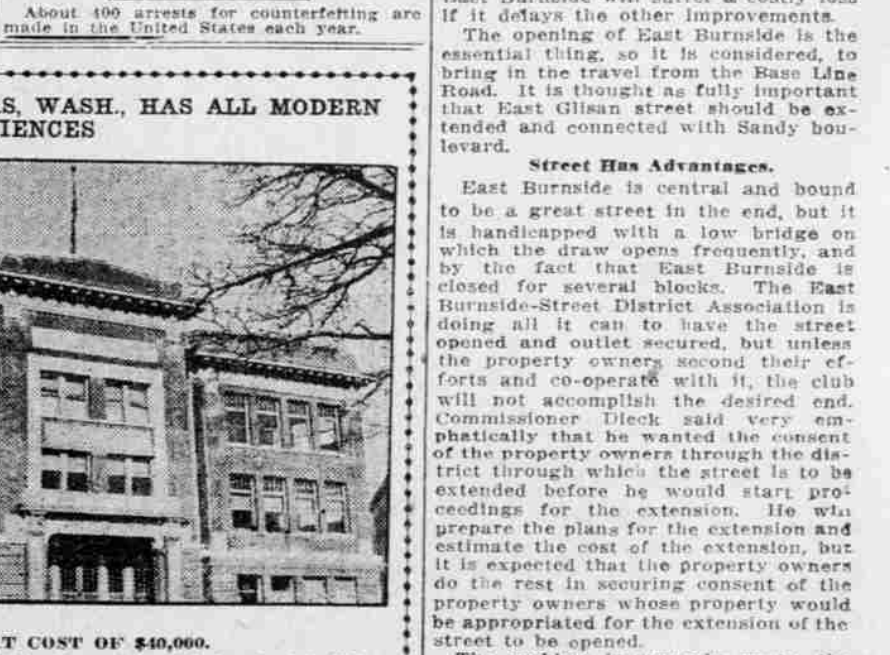 About 400 arrests for counterfeiting are
made in the United States each year.
S, WASH., HAS ALL MODERN
IENCES
T COST OF $40,000.
if it delays the other improvements.
The opening of East Burnside is the
essential thing, so it is considered, to
bring in the travel from the Base Line
Road. It is thought as fully important
that East Glisan street should be ex-
tended and connected with Sandy bou-
levard.
Street Has Advantages.
East Burnside is central and bound
to be a great street in the end, but it
is handicapped with a low bridge on
which the draw opens frequently, and
by the fact that East Burnside is
closed for several blocks. The East
Burnside-Street District Association is
doing all it can to have the street
opened and outlet secured, but unless
the property owners second their ef-
forts and co-operate with it, the club
will not accomplish the desired end.
Commissioner Dieck said very em-
phatically that he wanted the consent
of the property owners through the dis-
trict through which the street is to be
extended before he would start pro-
ceedings for the extension. He will
prepare the plans for the extension and
estimate the cost of the extension, but
it is expected that the property owners
do the rest in securing consent of the
property owners whose property would
be appropriated for the extension of the
street to be opened.